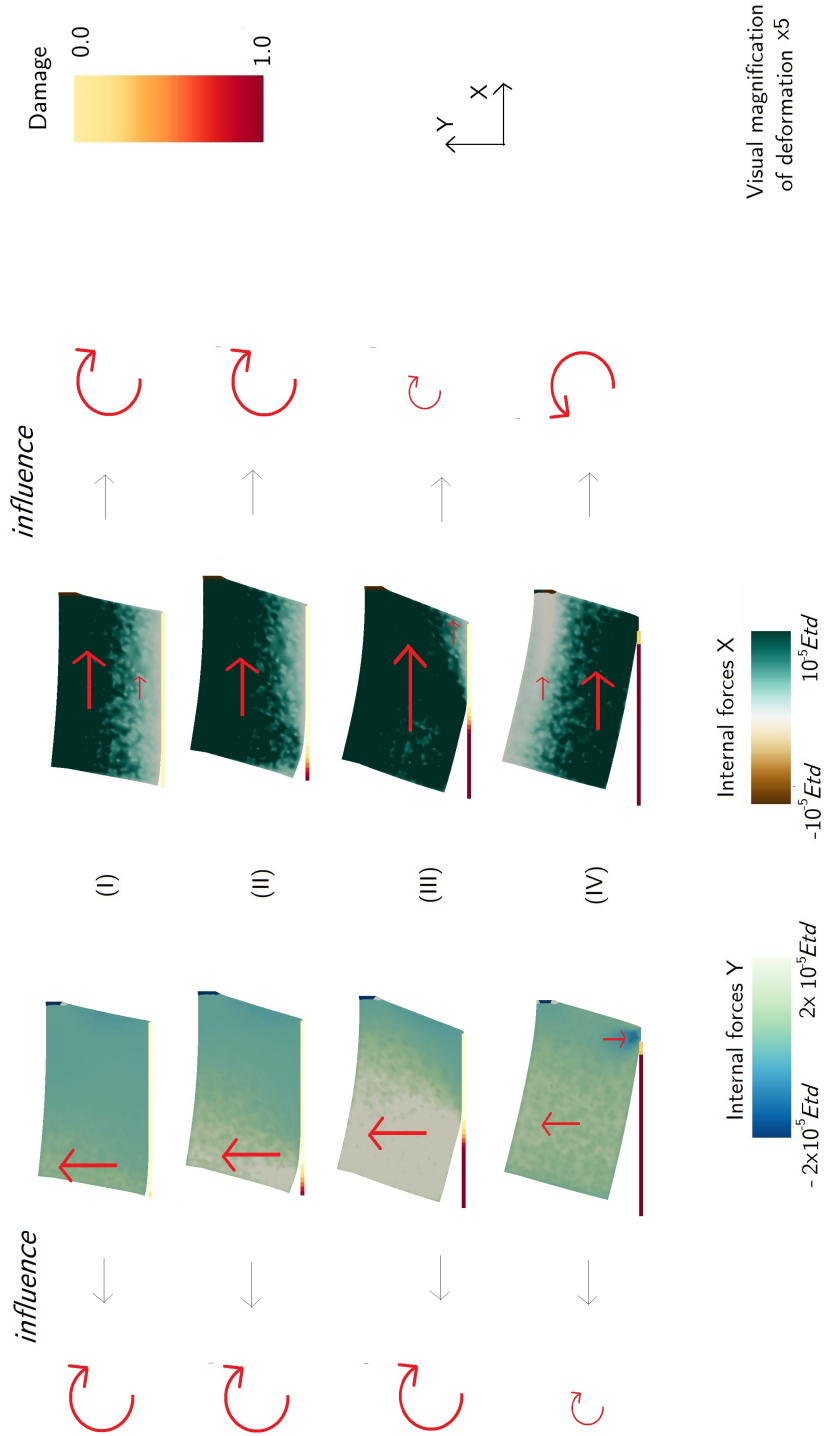 influence
influence
Damage
0.0
1.0
(I)
(II)
Y
X
(III)
(IV)
Internal forces Y
- 2x10⁻⁵Etd
2x 10⁻⁵Etd
Internal forces X
-10⁻⁵Etd
10⁻⁵Etd
Visual magnification
of deformation x5